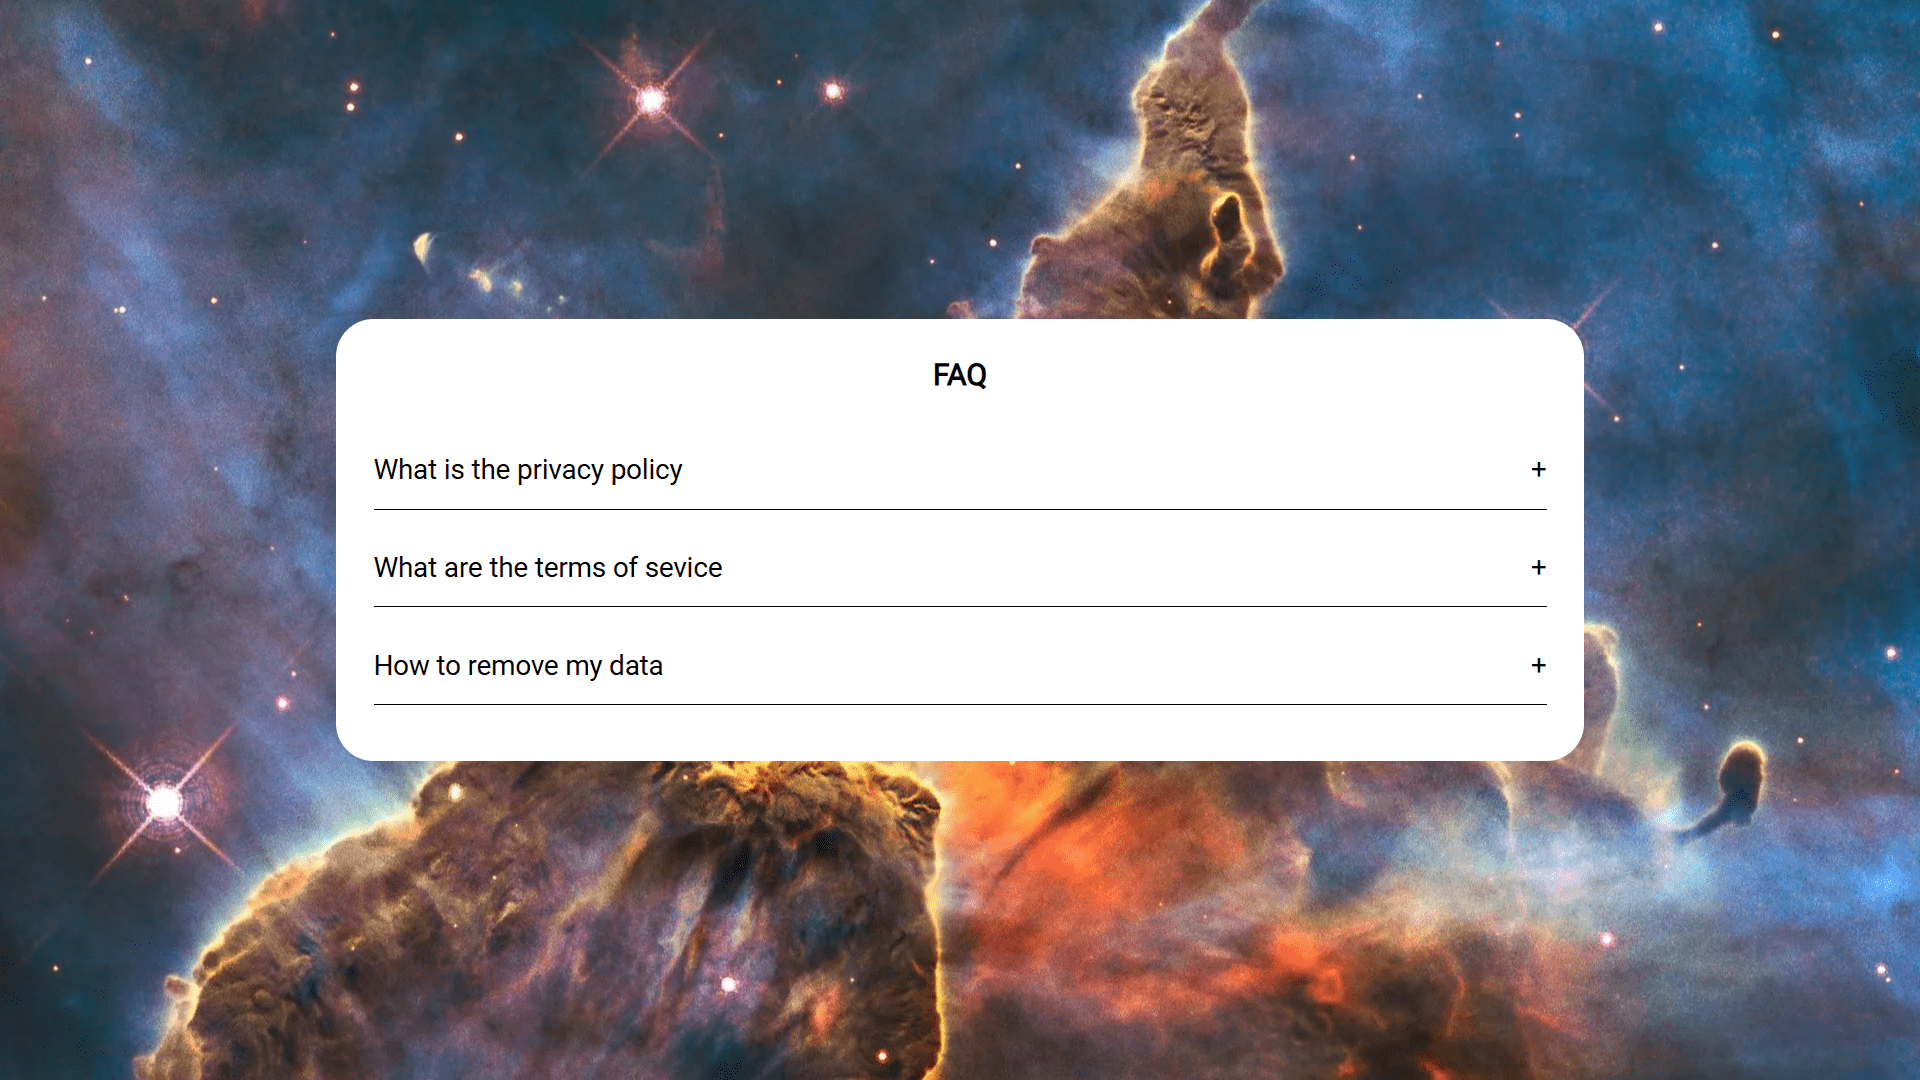 FAQ
What is the privacy policy +
What are the terms of sevice +
How to remove my data +